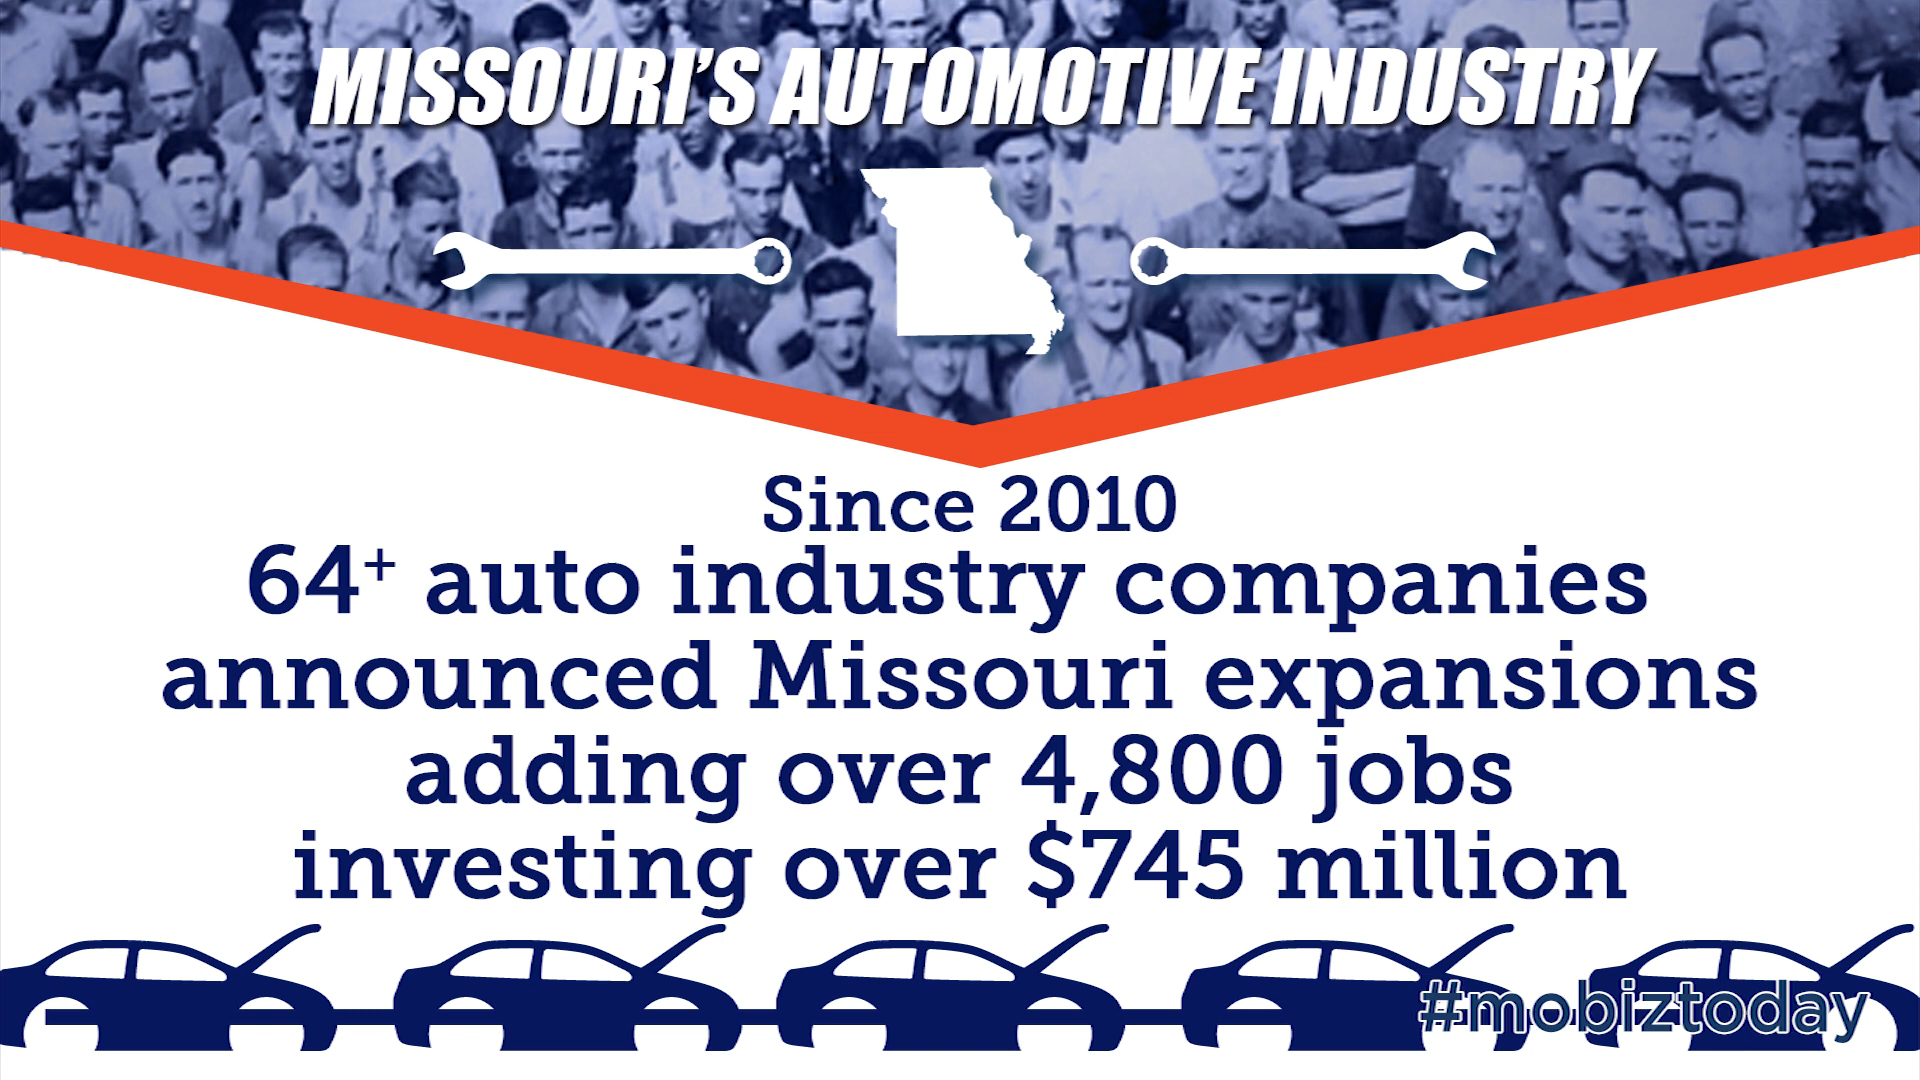 MISSOURI'S AUTOMOTIVE INDUSTRY
Since 2010
64+ auto industry companies
announced Missouri expansions
adding over 4,800 jobs
investing over $745 million
#mobiztoday